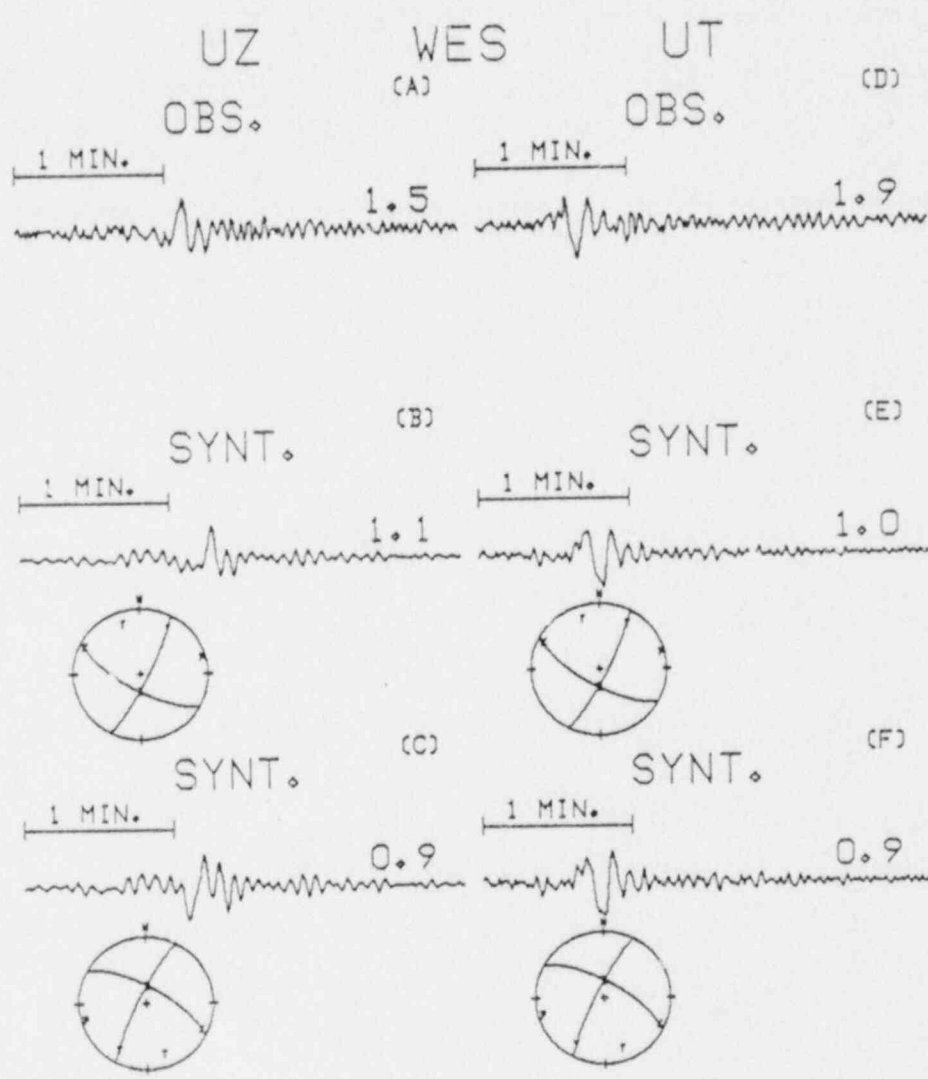 UZ WES UT
(A) (D)
OBS. OBS.
1 MIN. 1 MIN.
1.5 1.9
(B) (E)
SYNT. SYNT.
1 MIN. 1 MIN.
1.1 1.0
(C) (F)
SYNT. SYNT.
1 MIN. 1 MIN.
0.9 0.9